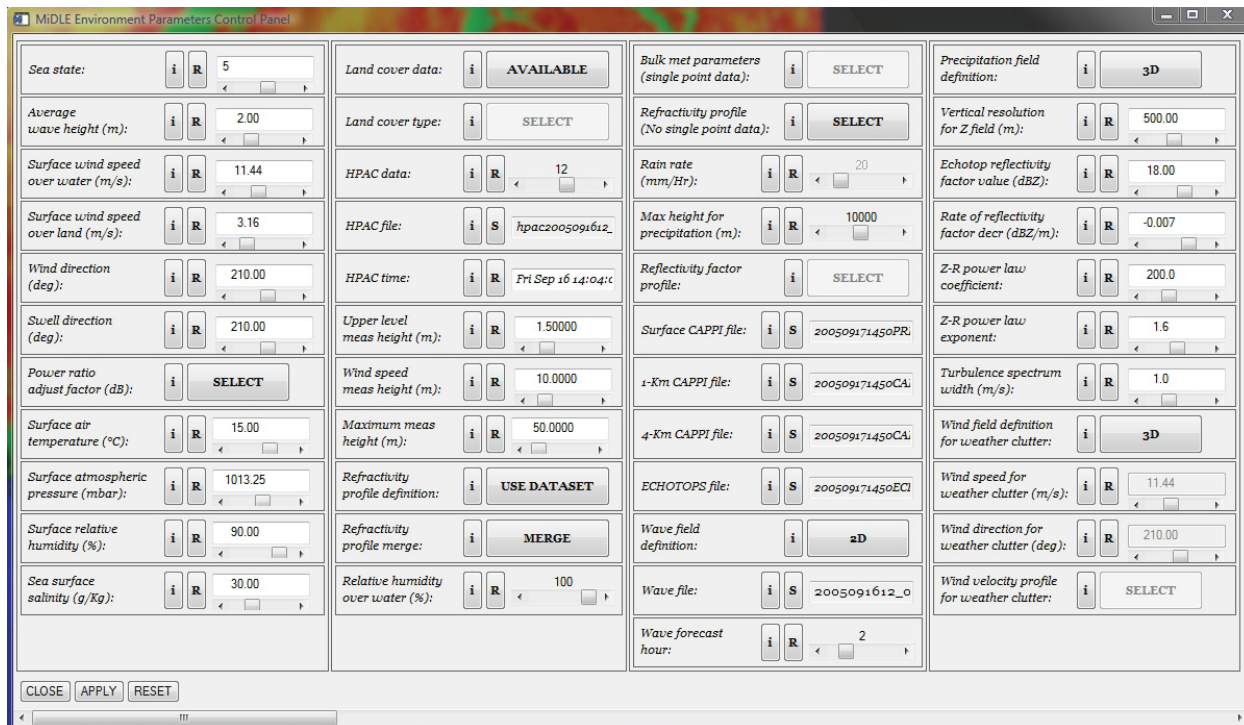 MiDLE Environment Parameters Control Panel
Sea state: i R 5
Average
wave height (m): i R 2.00
Surface wind speed
over water (m/s): i R 11.44
Surface wind speed
over land (m/s): i R 3.16
Wind direction
(deg): i R 210.00
Swell direction
(deg): i R 210.00
Power ratio
adjust factor (dB): i SELECT
Surface air
temperature (°C): i R 15.00
Surface atmospheric
pressure (mbar): i R 1013.25
Surface relative
humidity (%): i R 90.00
Sea surface
salinity (g/Kg): i R 30.00
Land cover data: i AVAILABLE
Land cover type: i SELECT
HPAC data: i R 12
HPAC file: i S hpac2005091612_
HPAC time: i R Fri Sep 16 14:04:0
Upper level
meas height (m): i R 1.50000
Wind speed
meas height (m): i R 10.0000
Maximum meas
height (m): i R 50.0000
Refractivity
profile definition: i USE DATASET
Refractivity
profile merge: i MERGE
Relative humidity
over water (%): i R 100
Bulk met parameters
(single point data): i SELECT
Refractivity profile
(No single point data): i SELECT
Rain rate
(mm/Hr): i R 20
Max height for
precipitation (m): i R 10000
Reflectivity factor
profile: i SELECT
Surface CAPPI file: i S 200509171450PR
1-Km CAPPI file: i S 200509171450CA
4-Km CAPPI file: i S 200509171450CA
ECHOTOPS file: i S 200509171450EC
Wave field
definition: i 2D
Wave file: i S 2005091612_0
Wave forecast
hour: i R 2
Precipitation field
definition: i 3D
Vertical resolution
for Z field (m): i R 500.00
Echotop reflectivity
factor value (dBZ): i R 18.00
Rate of reflectivity
factor decr (dBZ/m): i R -0.007
Z-R power law
coefficient: i R 200.0
Z-R power law
exponent: i R 1.6
Turbulence spectrum
width (m/s): i R 1.0
Wind field definition
for weather clutter: i 3D
Wind speed for
weather clutter (m/s): i R 11.44
Wind direction for
weather clutter (deg): i R 210.00
Wind velocity profile
for weather clutter: i SELECT
CLOSE APPLY RESET